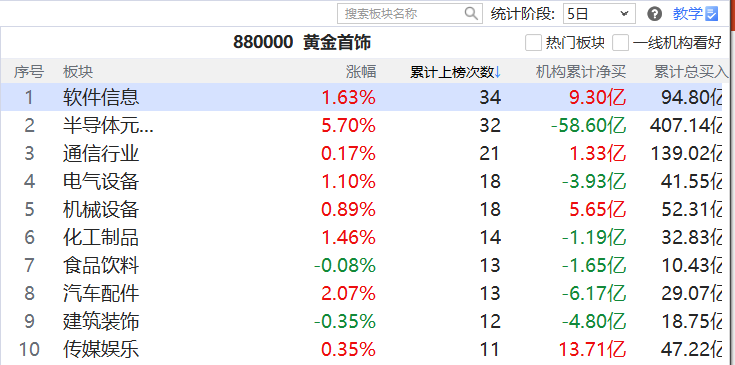 搜索板块名称 统计阶段: 5日 ? 教学
880000 黄金首饰 热门板块 一线机构看好
序号 板块 涨幅 累计上榜次数↓ 机构累计净买 累计总买入
1 软件信息 1.63% 34 9.30亿 94.80亿
2 半导体元... 5.70% 32 -58.60亿 407.14亿
3 通信行业 0.17% 21 1.33亿 139.02亿
4 电气设备 1.10% 18 -3.93亿 41.55亿
5 机械设备 0.89% 18 5.65亿 52.31亿
6 化工制品 1.46% 14 -1.19亿 32.83亿
7 食品饮料 -0.08% 13 -1.65亿 10.43亿
8 汽车配件 2.07% 13 -6.17亿 29.07亿
9 建筑装饰 -0.35% 12 -4.80亿 18.75亿
10 传媒娱乐 0.35% 11 13.71亿 47.22亿